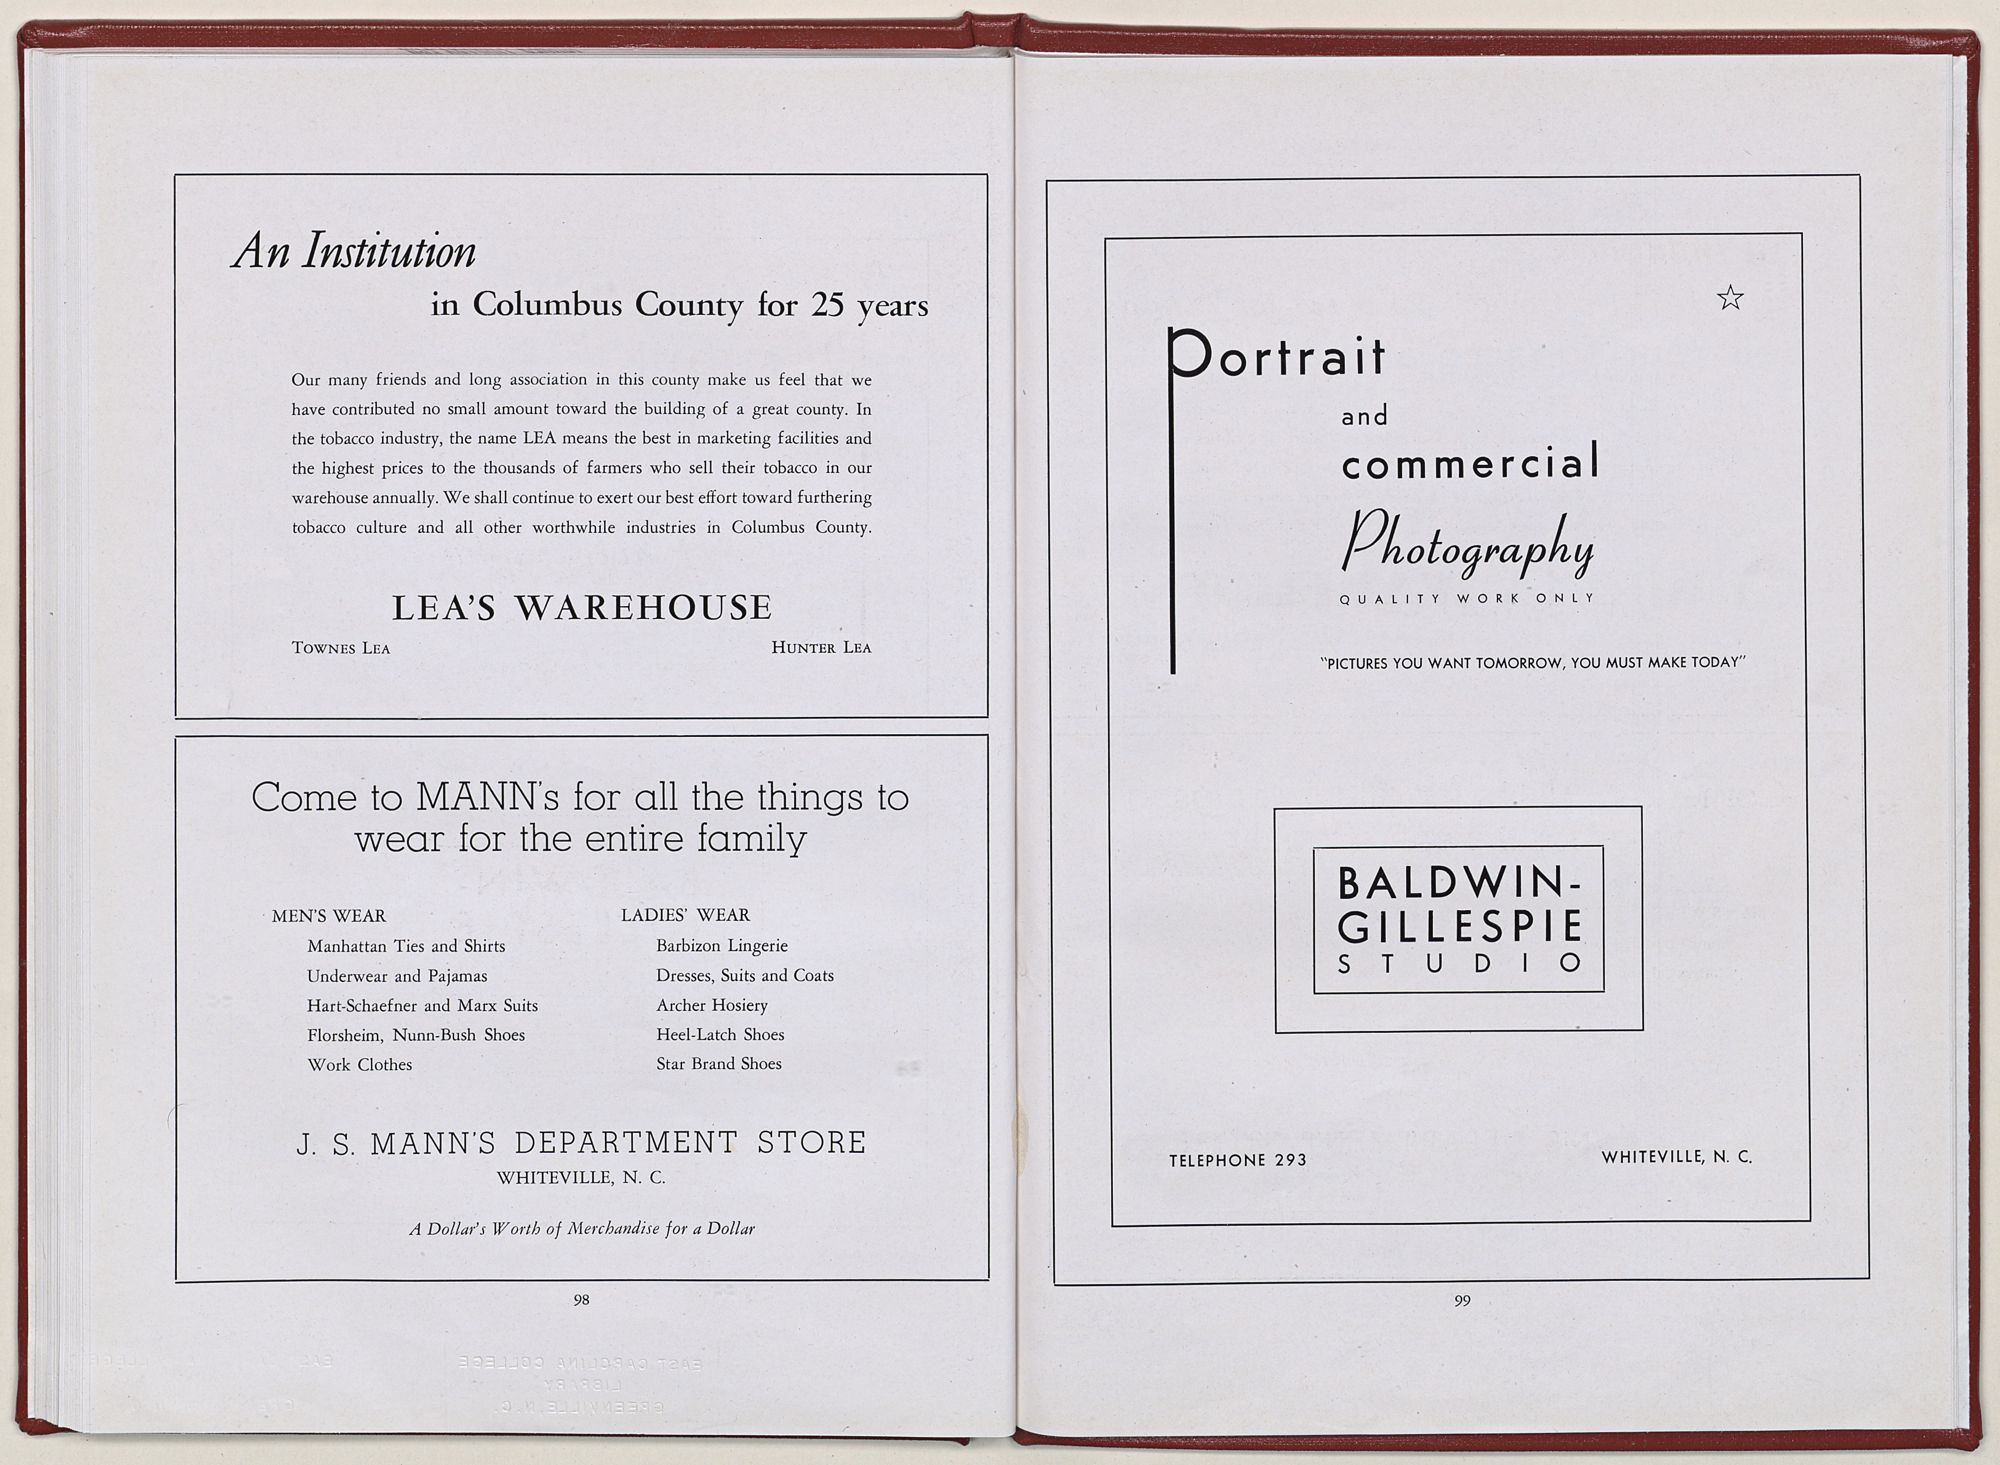 An Institution
in Columbus County for 25 years
Our many friends and long association in this county make us feel that we
have contributed no small amount toward the building of a great county. In
the tobacco industry, the name LEA means the best in marketing facilities and
the highest prices to the thousands of farmers who sell their tobacco in our
warehouse annually. We shall continue to exert our best effort toward furthering
tobacco culture and all other worthwhile industries in Columbus County.
LEA'S WAREHOUSE
TOWNES LEA HUNTER LEA
Come to MANN's for all the things to
wear for the entire family
MEN'S WEAR
Manhattan Ties and Shirts
Underwear and Pajamas
Hart-Schaefner and Marx Suits
Florsheim, Nunn-Bush Shoes
Work Clothes
LADIES' WEAR
Barbizon Lingerie
Dresses, Suits and Coats
Archer Hosiery
Heel-Latch Shoes
Star Brand Shoes
J. S. MANN'S DEPARTMENT STORE
WHITEVILLE, N. C.
A Dollar's Worth of Merchandise for a Dollar
98
EAST CAROLINA COLLEGE
LIBRARY
GREENVILLE, N.C.
Portrait
and
commercial
Photography
QUALITY WORK ONLY
"PICTURES YOU WANT TOMORROW, YOU MUST MAKE TODAY"
BALDWIN-
GILLESPIE
STUDIO
TELEPHONE 293 WHITEVILLE, N. C.
99